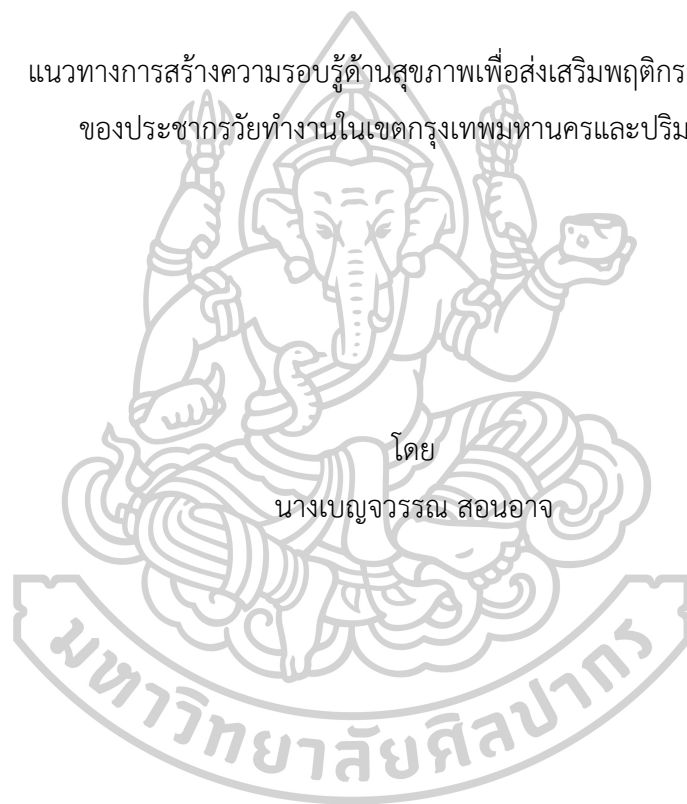 แนวทางการสร้างความรอบรู้ด้านสุขภาพเพื่อส่งเสริมพฤติกร
ของประชากรวัยทำงานในเขตกรุงเทพมหานครและปริม
โดย
นางเบญจวรรณ สอนอาจ
มหาวิทยาลัยศิลปากร